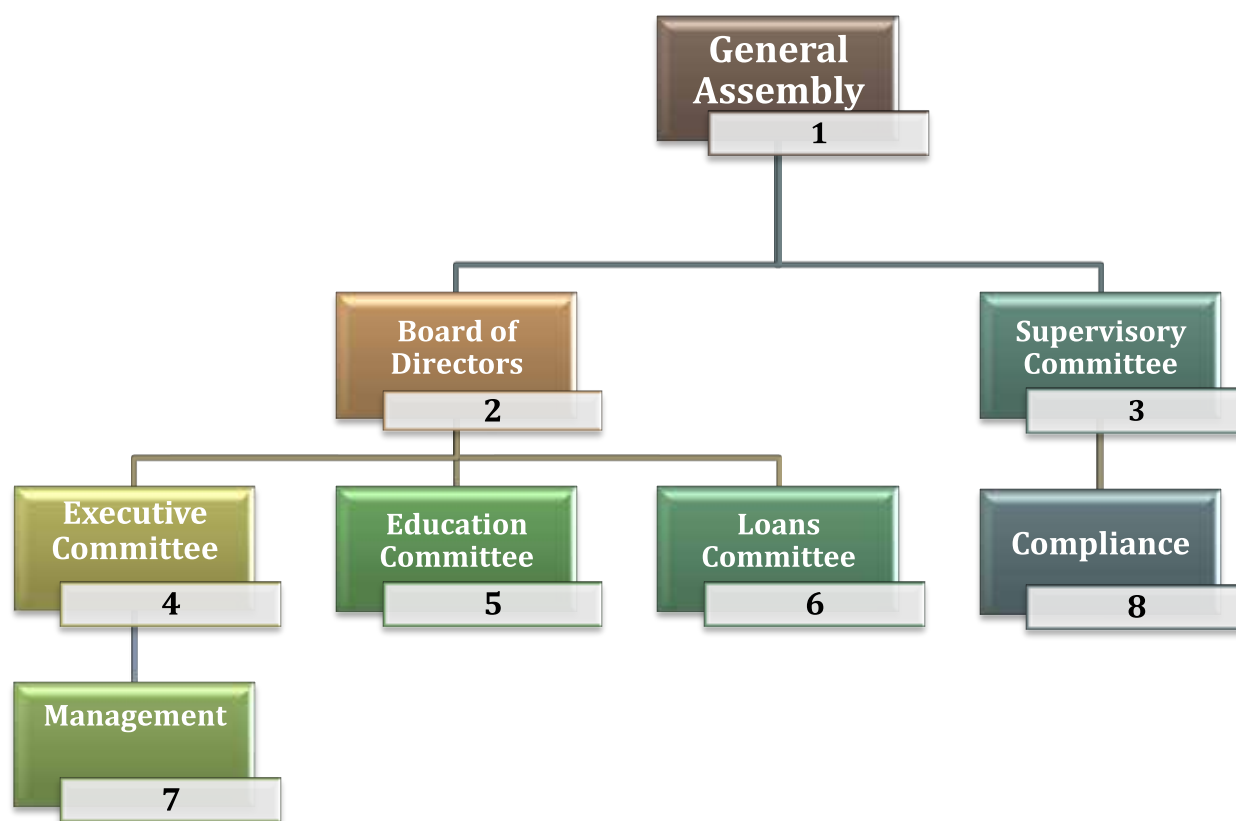 General
Assembly
1
Board of
Directors
2
Supervisory
Committee
3
Executive
Committee
4
Education
Committee
5
Loans
Committee
6
Compliance
8
Management
7